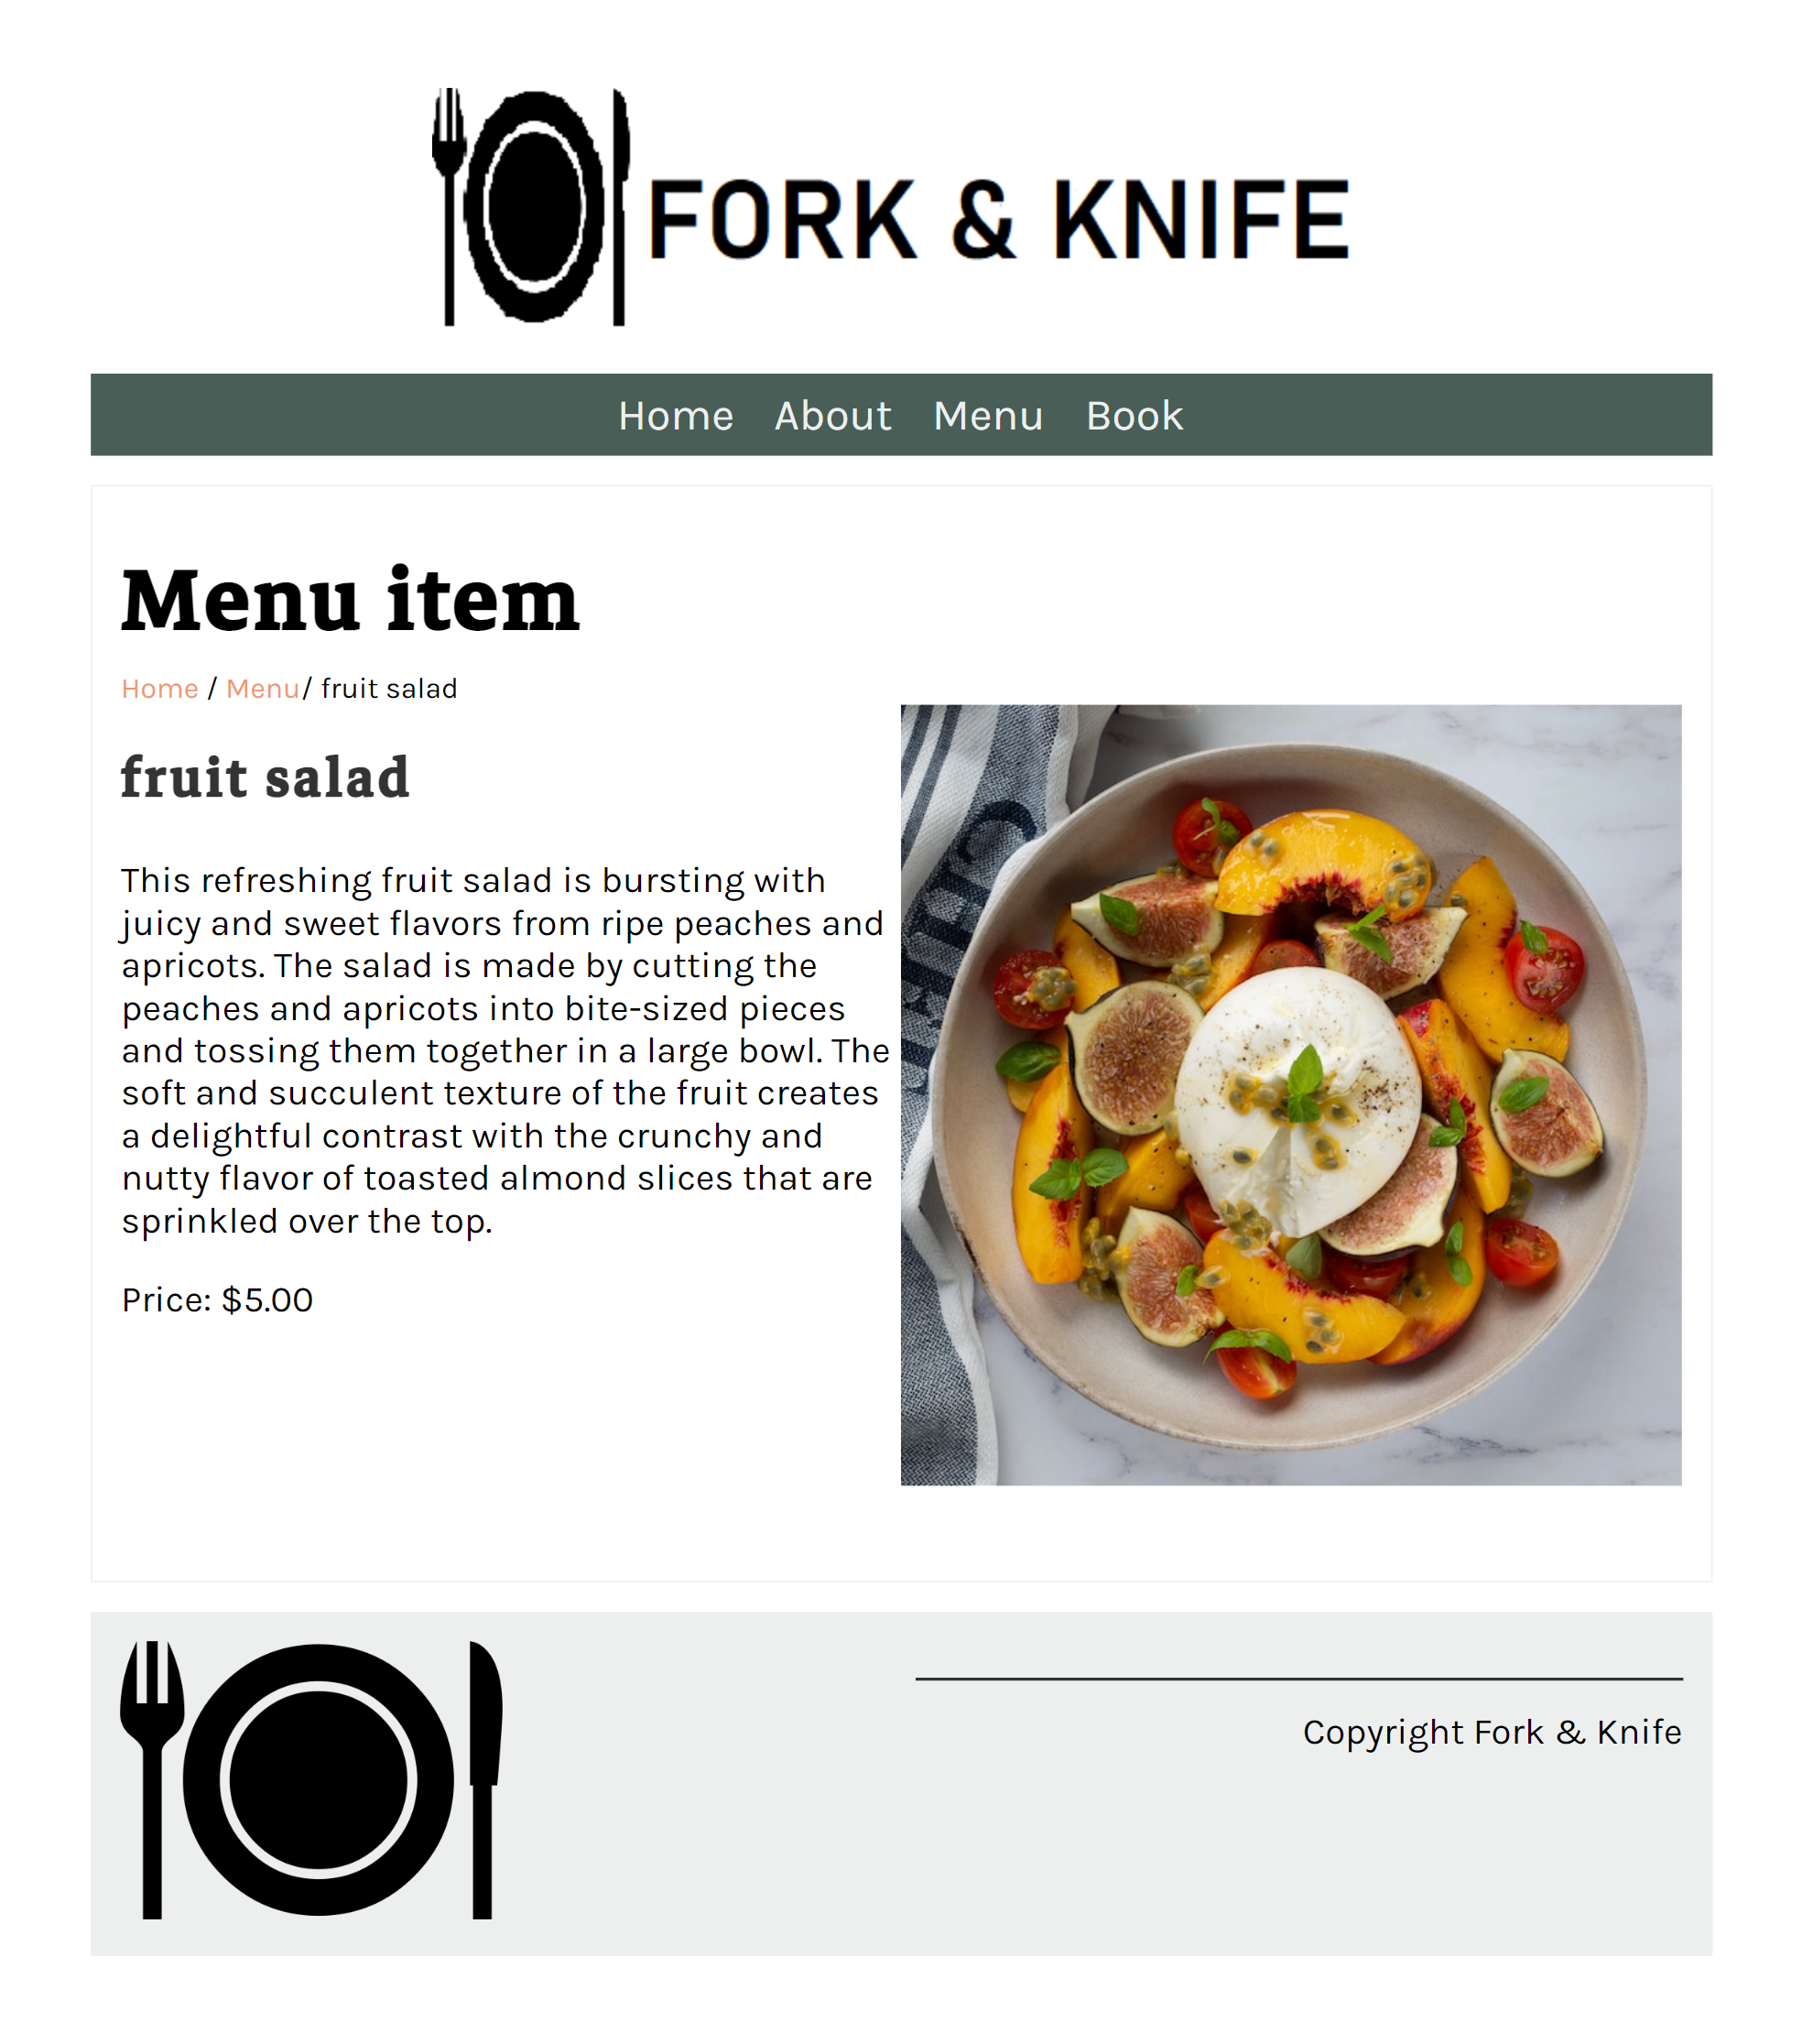 FORK & KNIFE
Home About Menu Book
Menu item
Home / Menu/ fruit salad
fruit salad
This refreshing fruit salad is bursting with
juicy and sweet flavors from ripe peaches and
apricots. The salad is made by cutting the
peaches and apricots into bite-sized pieces
and tossing them together in a large bowl. The
soft and succulent texture of the fruit creates
a delightful contrast with the crunchy and
nutty flavor of toasted almond slices that are
sprinkled over the top.
Price: $5.00
Copyright Fork & Knife